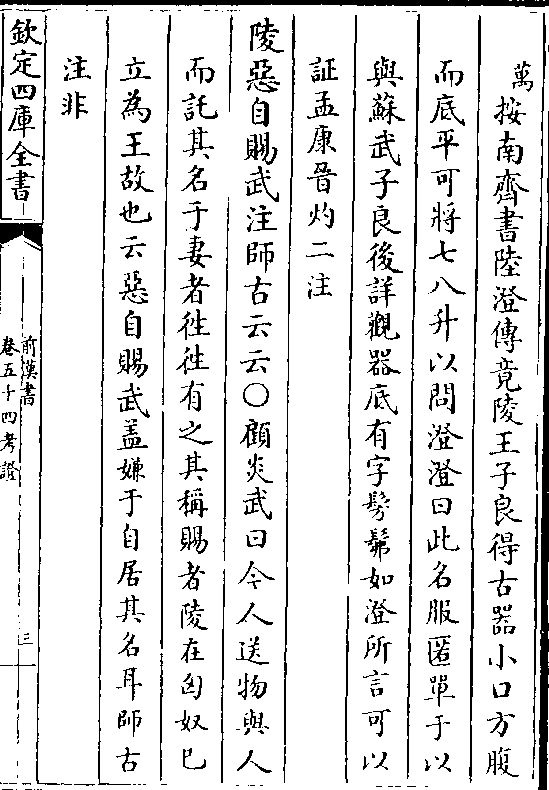 萬按南齊書陸澄傳竟陵王子良得古器小口方腹
而底平可將七八升以問澄澄曰此名服匿單于以
與蘇武子良後詳觀器底有字髣髴如澄所言可以
証孟康晉灼二注
陵惡自賜武注師古云云〇顧炎武曰今人送物與人
而託其名于妻者徃徃有之其稱賜者陵在匈奴已
立為王故也云惡自賜武盖嫌于自居其名耳師古
注非
欽定四庫全書
前漢書
卷五十四考證
三